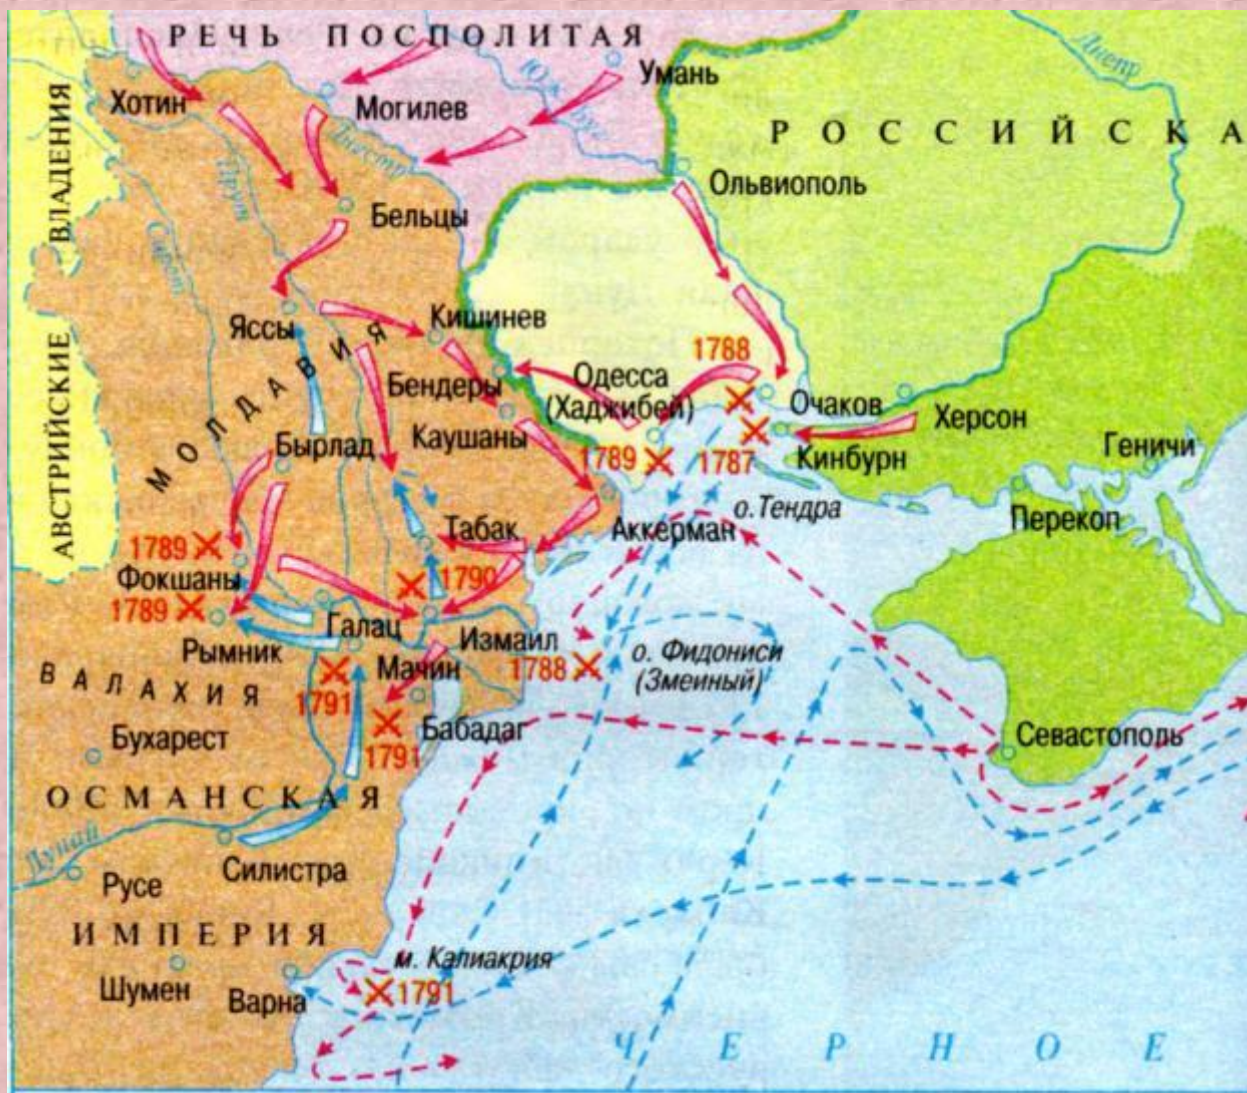 РЕЧЬ ПОСПОЛИТАЯ
Днепр
Умань
Юж. Буг
Хотин
Могилев
РОССИЙСКА
Днестр
Прут
Ольвиополь
Бельцы
Сирет
АВСТРИЙСКИЕ ВЛАДЕНИЯ
Яссы
Кишинев
МОЛДАВИЯ
1788
Бендеры
Одесса
(Хаджибей)
Очаков
Херсон
Каушаны
Бырлад
1789
1787
Кинбурн
Геничи
о. Тендра
Перекоп
Табак
Аккерман
1789
Фокшаны
1790
1789
Галац
Измаил
Рымник
Мачин
1788
о. Фидониси
(Змеиный)
ВАЛАХИЯ
1791
Бабадаг
Бухарест
1791
Севастополь
ОСМАНСКАЯ
Дунай
Силистра
Русе
ИМПЕРИЯ
м. Калиакрия
Шумен
Варна
1791
ЧЕРНОЕ